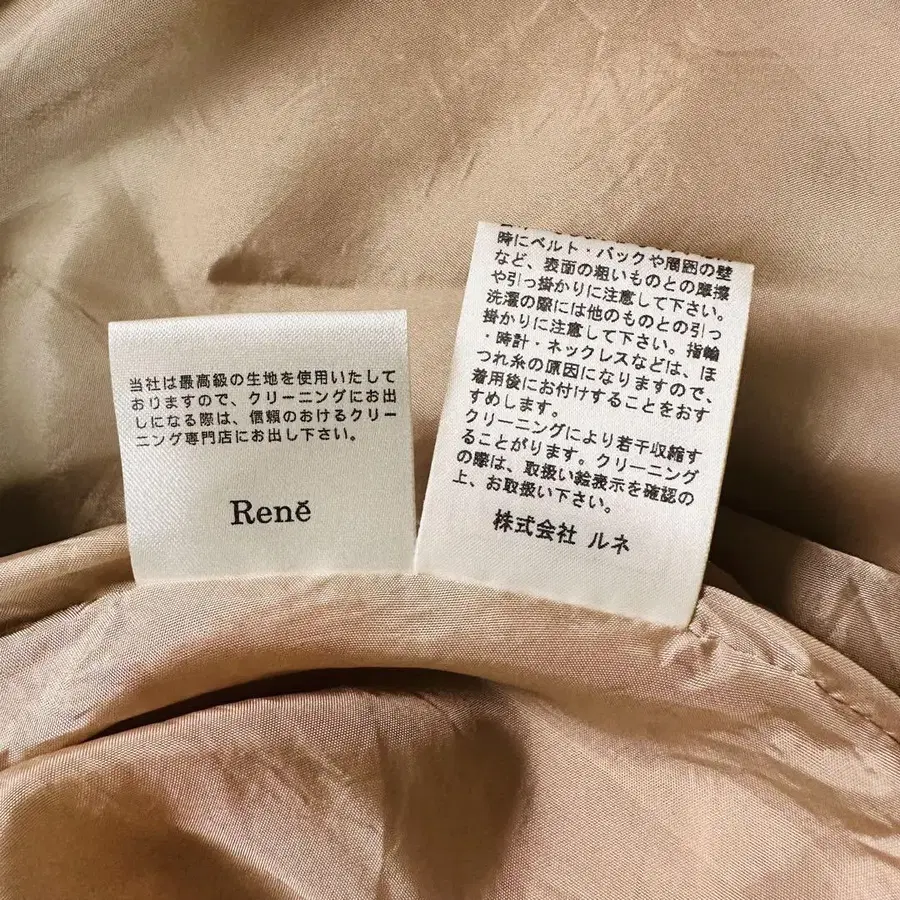 当社は最高級の生地を使用いたして
おりますので、クリーニングにお出
しになる際は、信頼のおけるクリー
ニング専門店にお出し下さい。
René
時にベルト・バックや周囲の壁
など、表面の粗いものとの摩擦
や引っ掛かりに注意して下さい。
洗濯の際には他のものとの引っ
掛かりに注意して下さい。指輪
・時計・ネックレスなどは、ほ
つれ糸の原因になりますので、
着用後にお付けすることをおす
すめします。
クリーニングにより若干収縮す
ることがります。クリーニング
の際は、取扱い絵表示を確認の
上、お取扱い下さい。
株式会社 ルネ